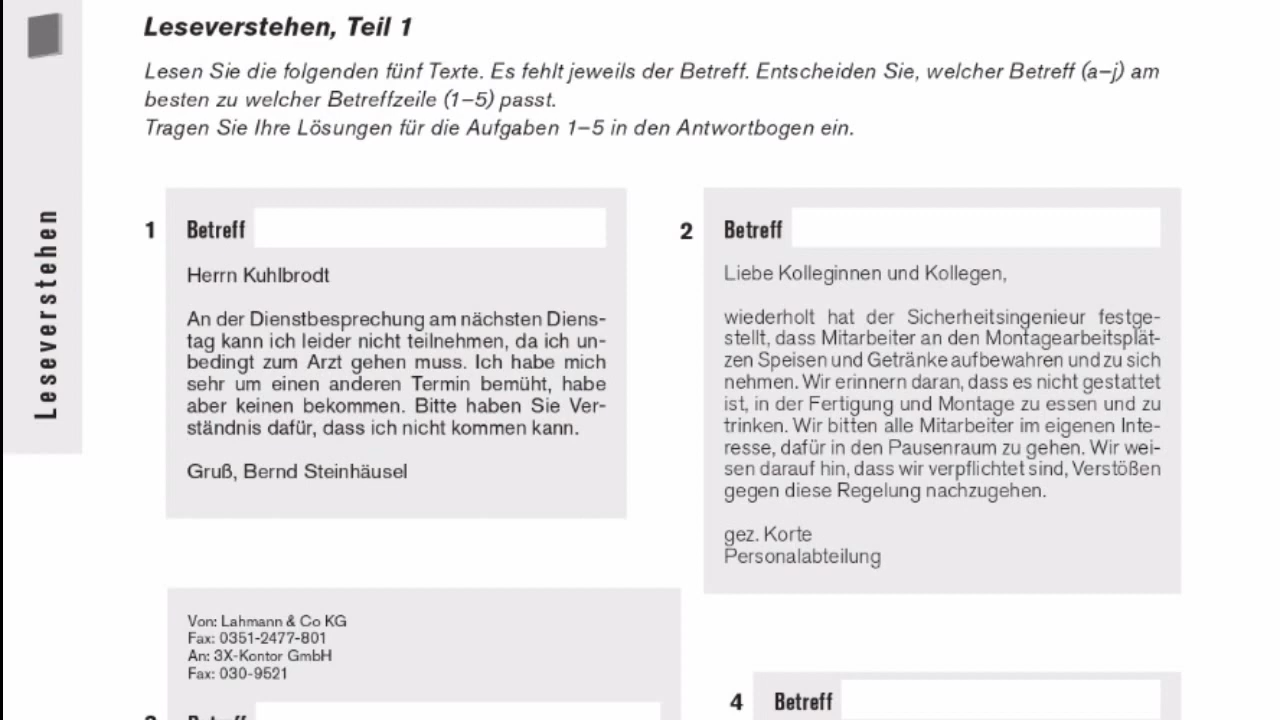 Leseverstehen, Teil 1
Lesen Sie die folgenden fünf Texte. Es fehlt jeweils der Betreff. Entscheiden Sie, welcher Betreff (a–j) am
besten zu welcher Betreffzeile (1–5) passt.
Tragen Sie Ihre Lösungen für die Aufgaben 1–5 in den Antwortbogen ein.
Leseverstehen
1 Betreff
Herrn Kuhlbrodt
An der Dienstbesprechung am nächsten Diens-
tag kann ich leider nicht teilnehmen, da ich un-
bedingt zum Arzt gehen muss. Ich habe mich
sehr um einen anderen Termin bemüht, habe
aber keinen bekommen. Bitte haben Sie Ver-
ständnis dafür, dass ich nicht kommen kann.
Gruß, Bernd Steinhäusel
2 Betreff
Liebe Kolleginnen und Kollegen,
wiederholt hat der Sicherheitsingenieur festge-
stellt, dass Mitarbeiter an den Montagearbeitsplät-
zen Speisen und Getränke aufbewahren und zu sich
nehmen. Wir erinnern daran, dass es nicht gestattet
ist, in der Fertigung und Montage zu essen und zu
trinken. Wir bitten alle Mitarbeiter im eigenen Inte-
resse, dafür in den Pausenraum zu gehen. Wir wei-
sen darauf hin, dass wir verpflichtet sind, Verstößen
gegen diese Regelung nachzugehen.
gez. Korte
Personalabteilung
Von: Lahmann & Co KG
Fax: 0351-2477-801
An: 3X-Kontor GmbH
Fax: 030-9521
3 Betreff
4 Betreff